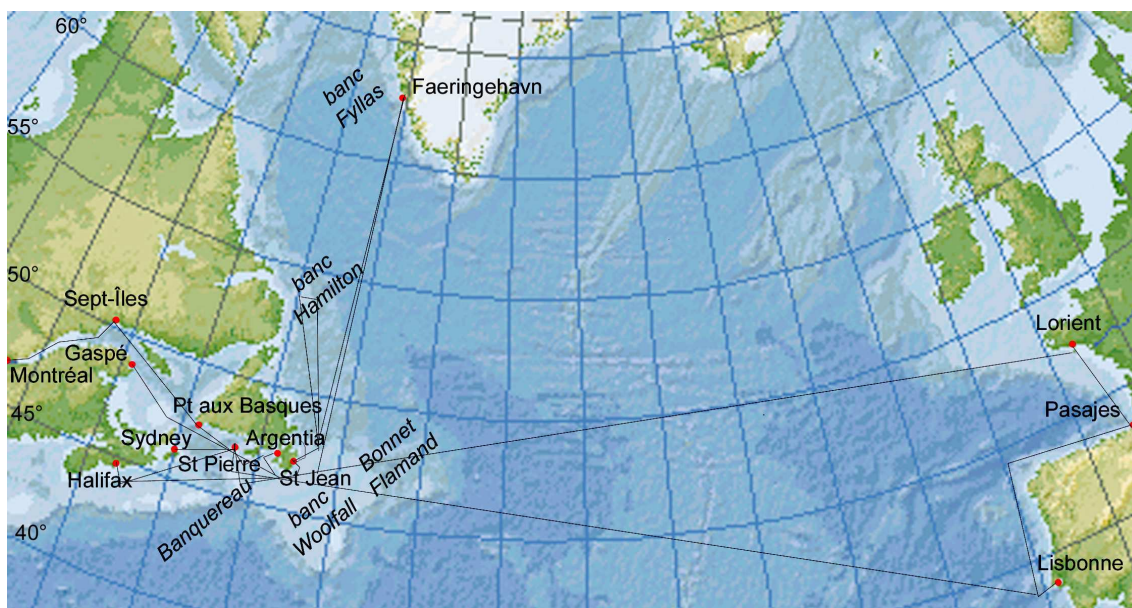 60°
banc
Fyllas
Faeringehavn
55°
50°
banc
Hamilton
Sept-Îles
Lorient
Gaspé
Montréal
Pt aux Basques
Pasajes
45°
Sydney
Argentia
Bonnet
Flamand
St Pierre
St Jean
Halifax
Banquereau
banc
Woolfall
40°
Lisbonne